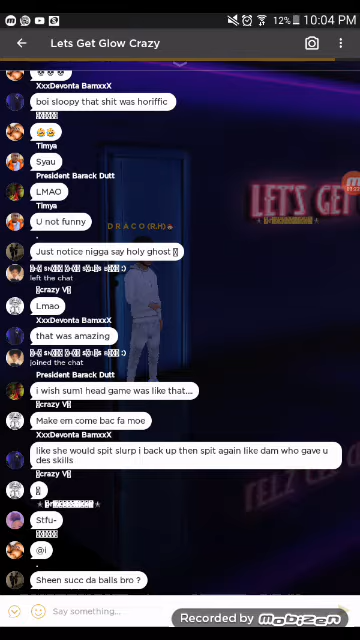 12% 10:04 PM
Lets Get Glow Crazy
XxxDevonta BamxxX
boi sloopy that shit was horiffic
🤣🤣
Timya
Syau
President Barack Dutt
LMAO
Timya
U not funny
.
Just notice nigga say holy ghost
left the chat
crazy V
Lmao
XxxDevonta BamxxX
that was amazing
joined the chat
President Barack Dutt
i wish sum1 head game was like that....
crazy V
Make em come bac fa moe
XxxDevonta BamxxX
like she would spit slurp i back up then spit again like dam who gave u
des skills
crazy V
Stfu-
@i
.
Sheen succ da balls bro ?
D R A C O (R.H)
LET'S GET
Say something...
Recorded by Mobizen